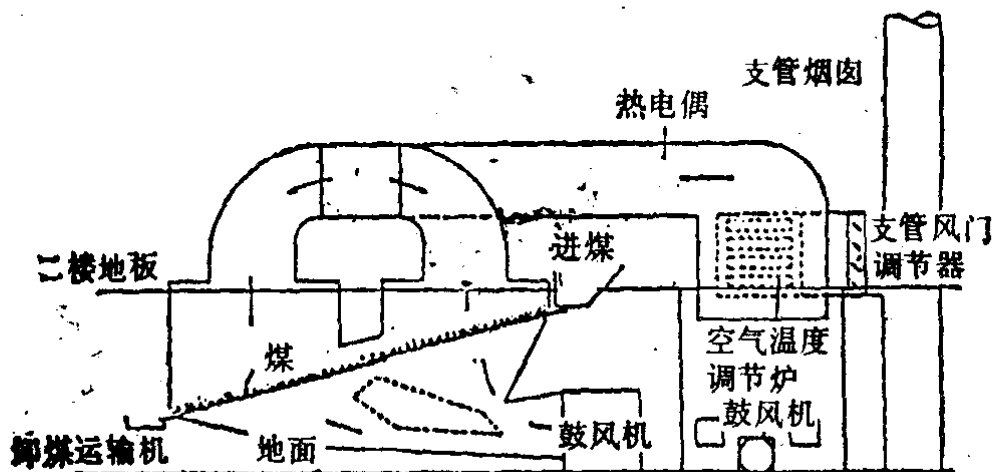 支管烟囱
热电偶
支管风门
调节器
进煤
二楼地板
空气温度
调节炉
煤
鼓风机
鼓风机
卸煤运输机
地面